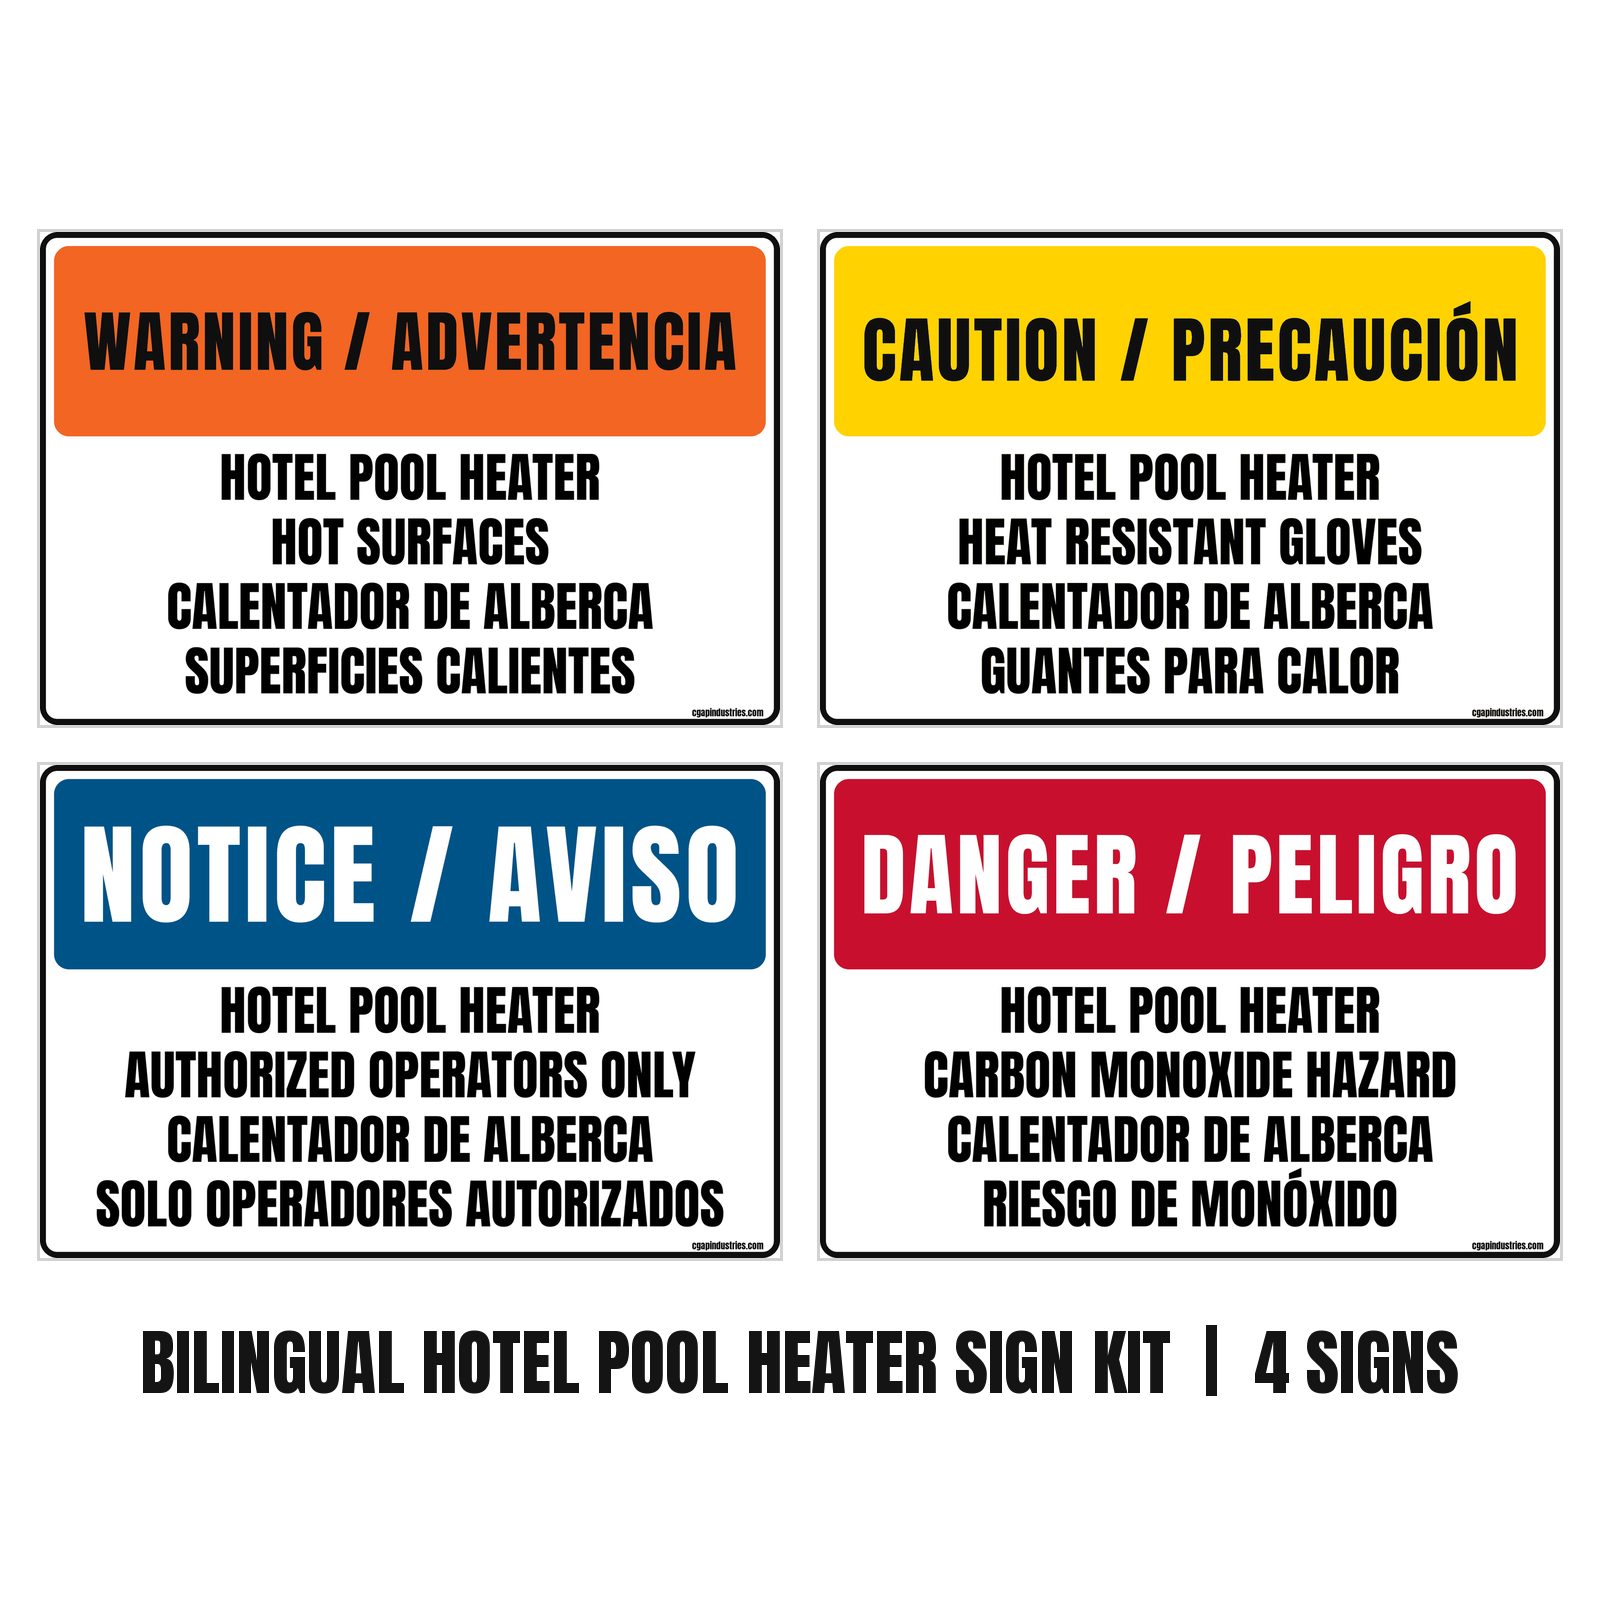 WARNING / ADVERTENCIA
HOTEL POOL HEATER
HOT SURFACES
CALENTADOR DE ALBERCA
SUPERFICIES CALIENTES
cgapindustries.com
CAUTION / PRECAUCIÓN
HOTEL POOL HEATER
HEAT RESISTANT GLOVES
CALENTADOR DE ALBERCA
GUANTES PARA CALOR
cgapindustries.com
NOTICE / AVISO
HOTEL POOL HEATER
AUTHORIZED OPERATORS ONLY
CALENTADOR DE ALBERCA
SOLO OPERADORES AUTORIZADOS
cgapindustries.com
DANGER / PELIGRO
HOTEL POOL HEATER
CARBON MONOXIDE HAZARD
CALENTADOR DE ALBERCA
RIESGO DE MONÓXIDO
cgapindustries.com
BILINGUAL HOTEL POOL HEATER SIGN KIT | 4 SIGNS